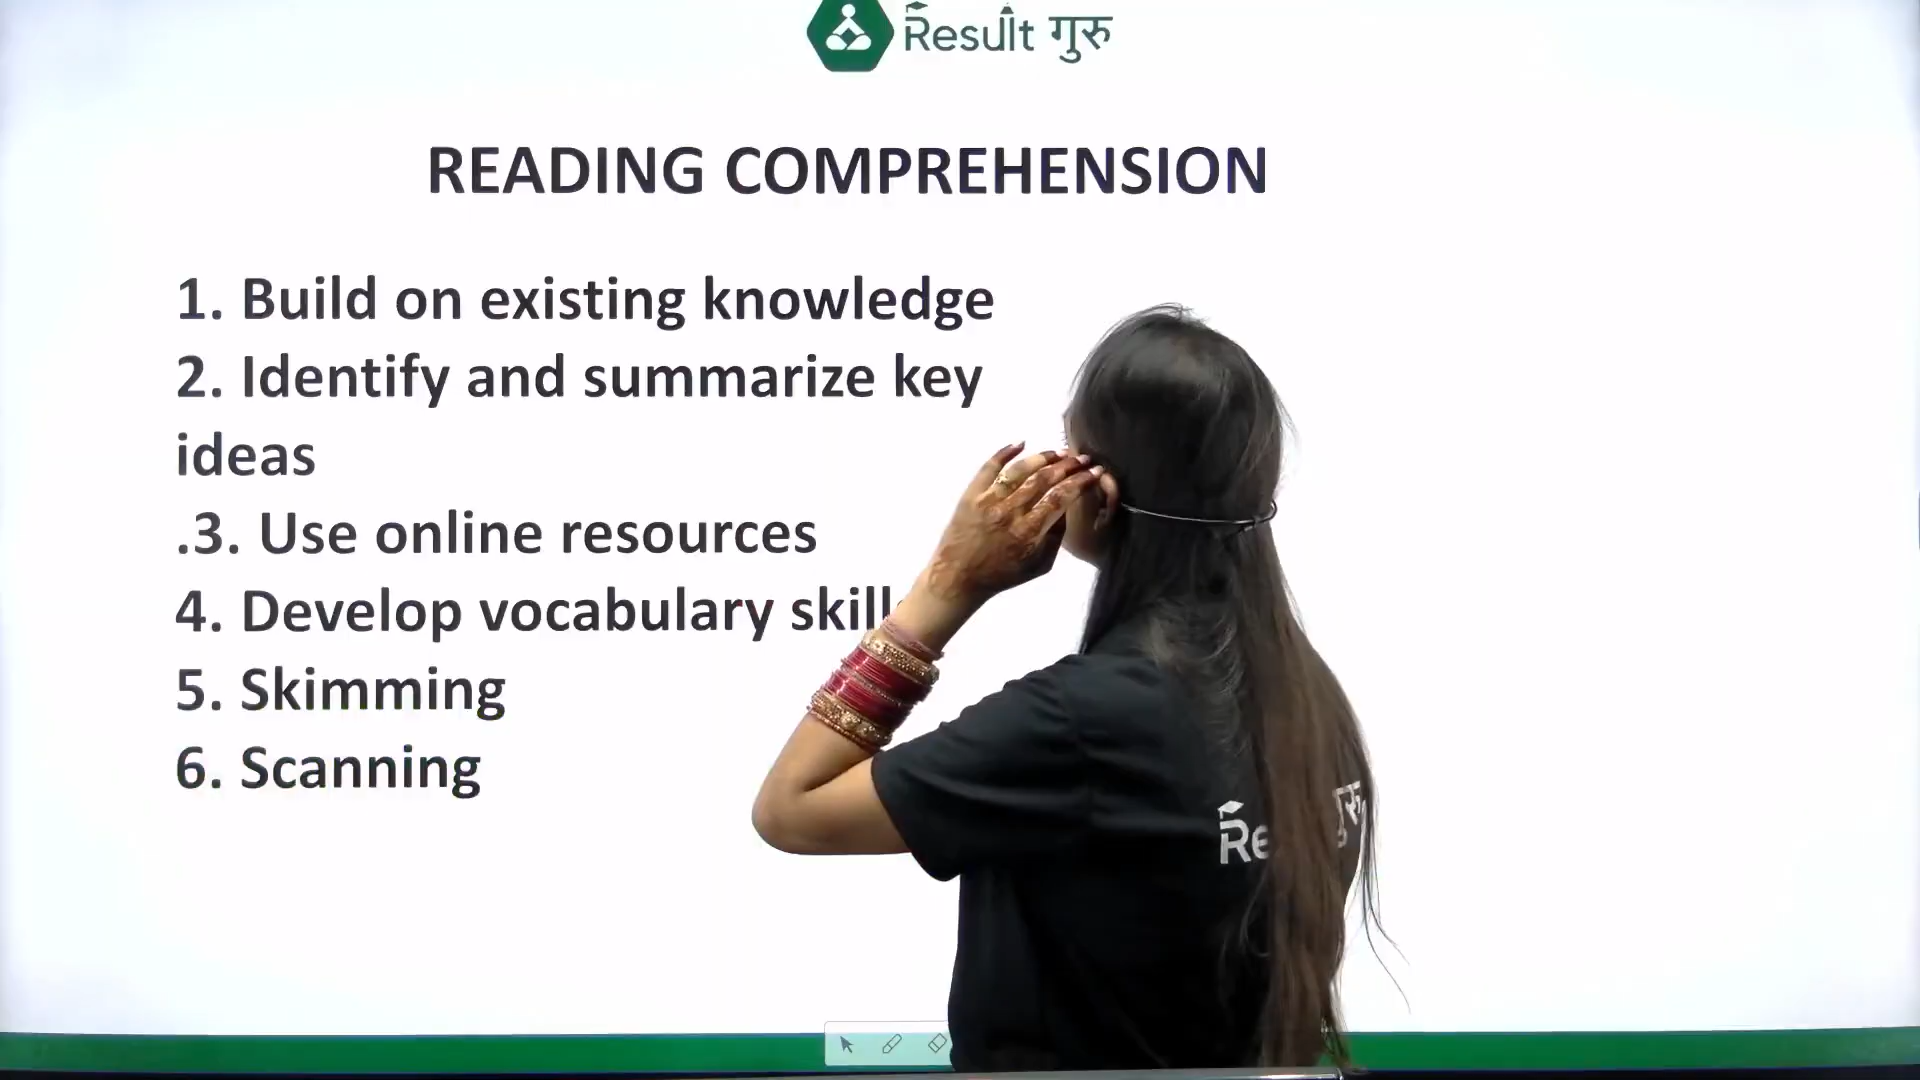 Result गुरु
READING COMPREHENSION
1. Build on existing knowledge
2. Identify and summarize key
ideas
.3. Use online resources
4. Develop vocabulary skill
5. Skimming
6. Scanning
Re गुरु